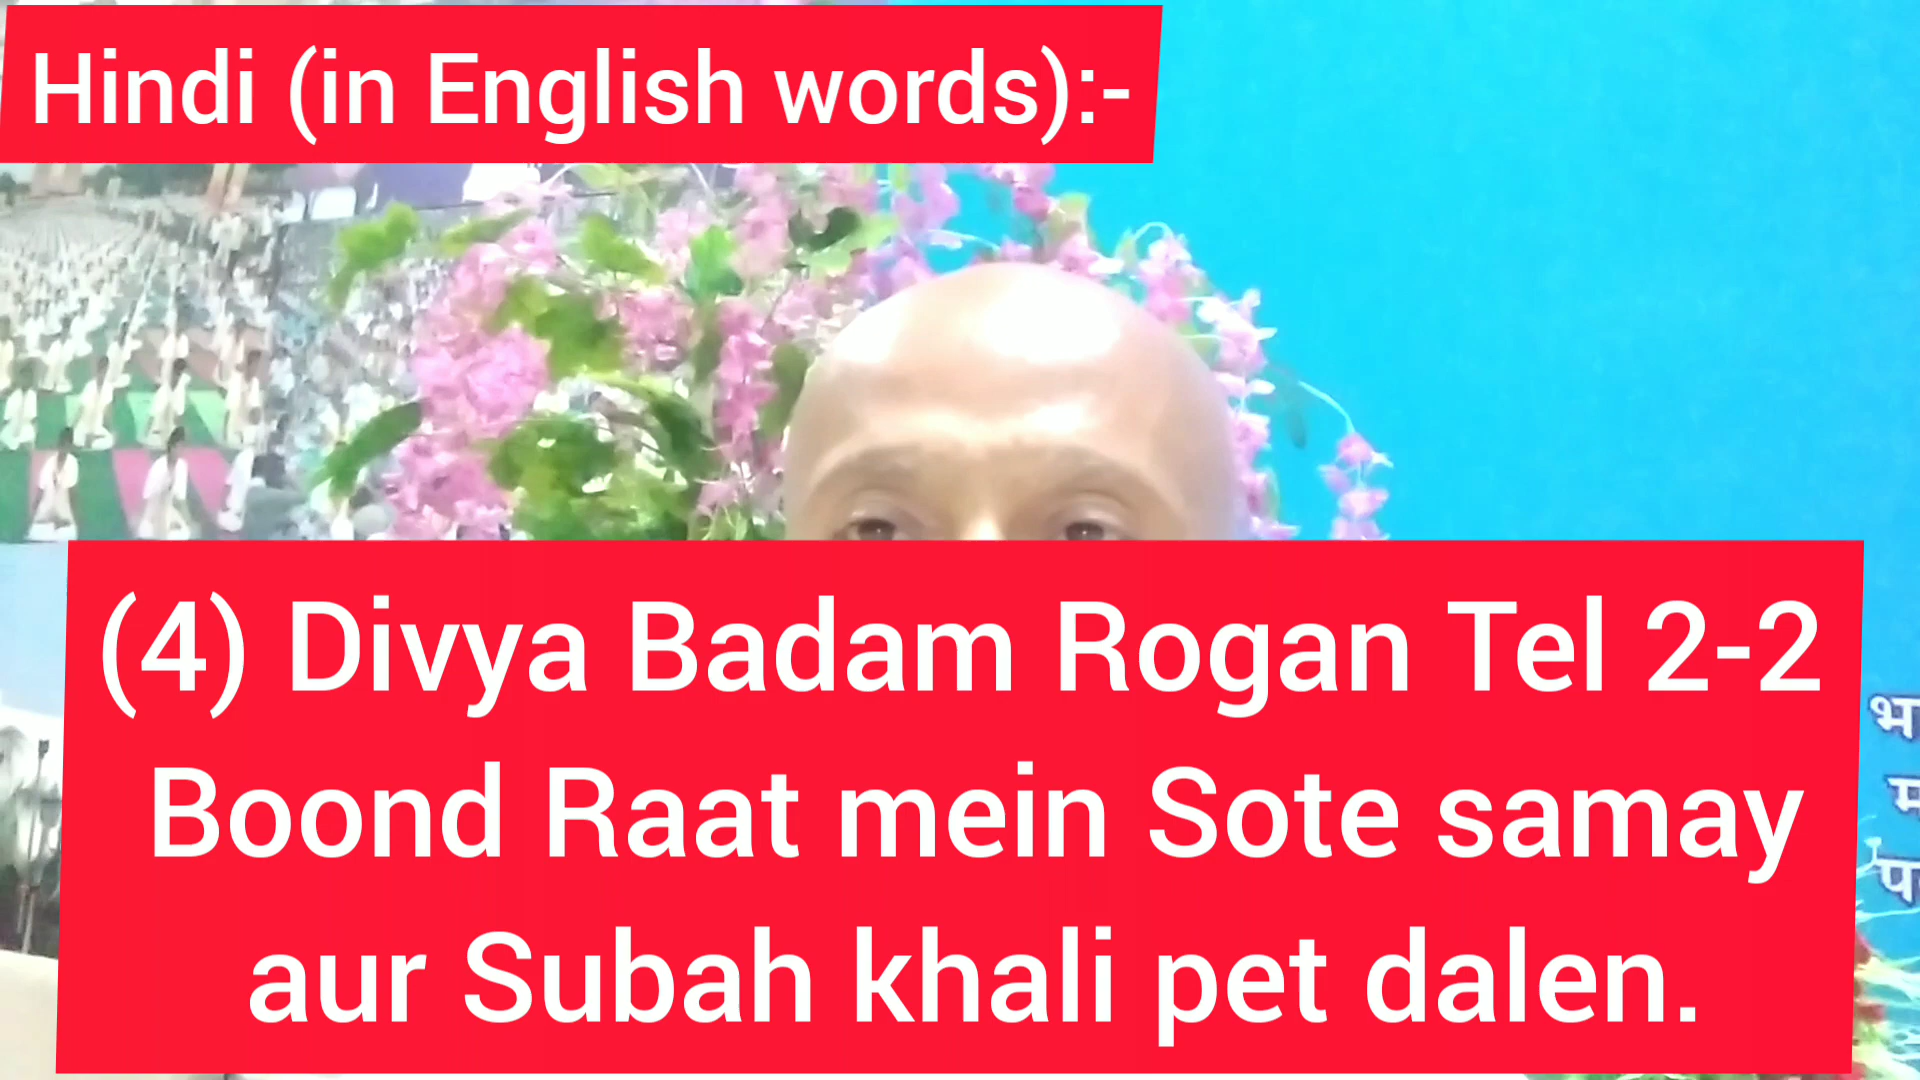 Hindi (in English words):-
(4) Divya Badam Rogan Tel 2-2
Boond Raat mein Sote samay
aur Subah khali pet dalen.